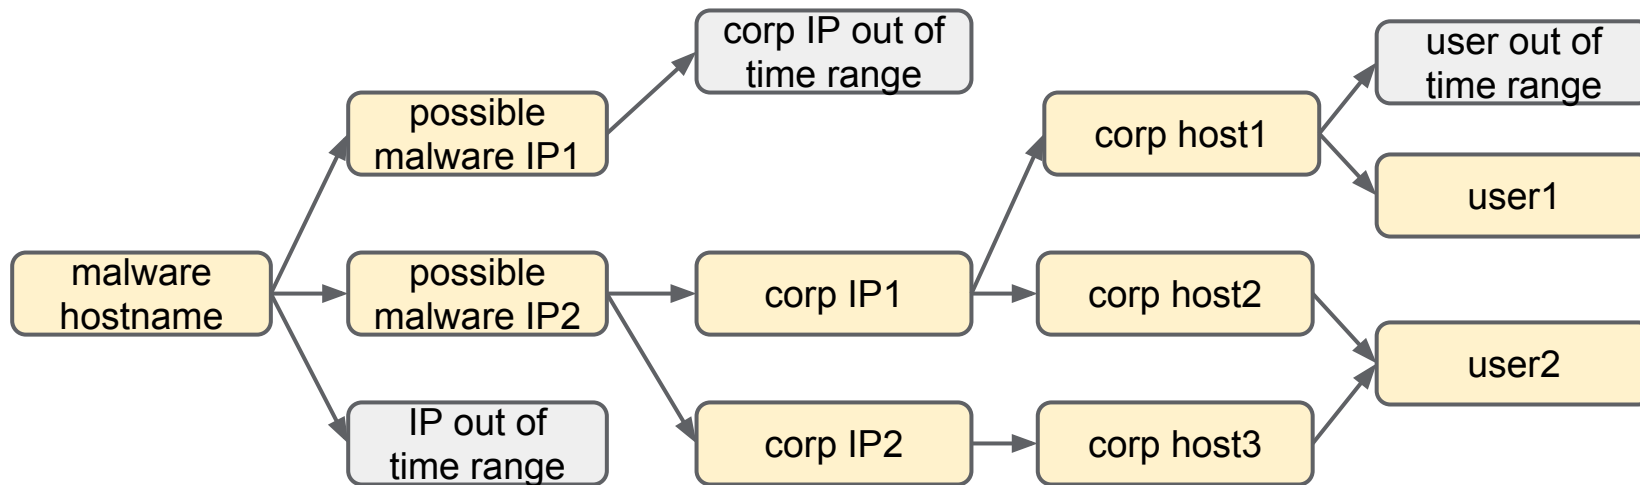 malware
hostname
possible
malware IP1
possible
malware IP2
IP out of
time range
corp IP out of
time range
corp IP1
corp IP2
corp host1
corp host2
corp host3
user out of
time range
user1
user2